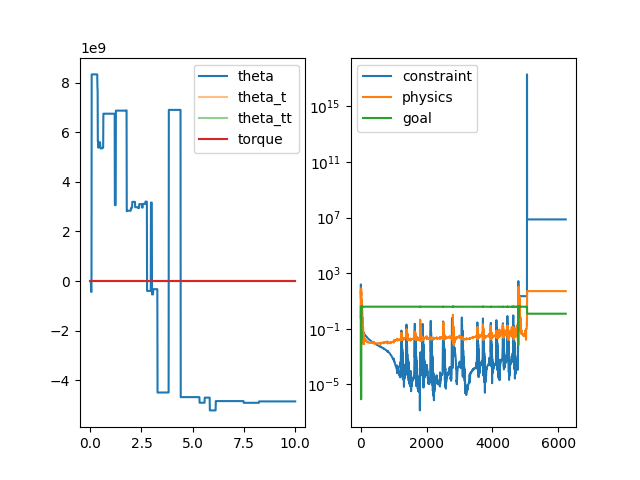 1e9
8
6
4
2
0
−2
−4
0.0 2.5 5.0 7.5 10.0
theta
theta_t
theta_tt
torque
10^15
10^11
10^7
10^3
10^−1
10^−5
0 2000 4000 6000
constraint
physics
goal